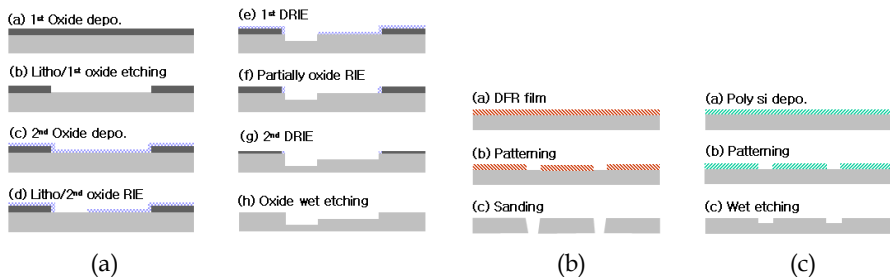 (a) 1st Oxide depo.
(b) Litho/1st oxide etching
(c) 2nd Oxide depo.
(d) Litho/2nd oxide RIE
(e) 1st DRIE
(f) Partially oxide RIE
(g) 2nd DRIE
(h) Oxide wet etching
(a)
(a) DFR film
(b) Patterning
(c) Sanding
(b)
(a) Poly si depo.
(b) Patterning
(c) Wet etching
(c)